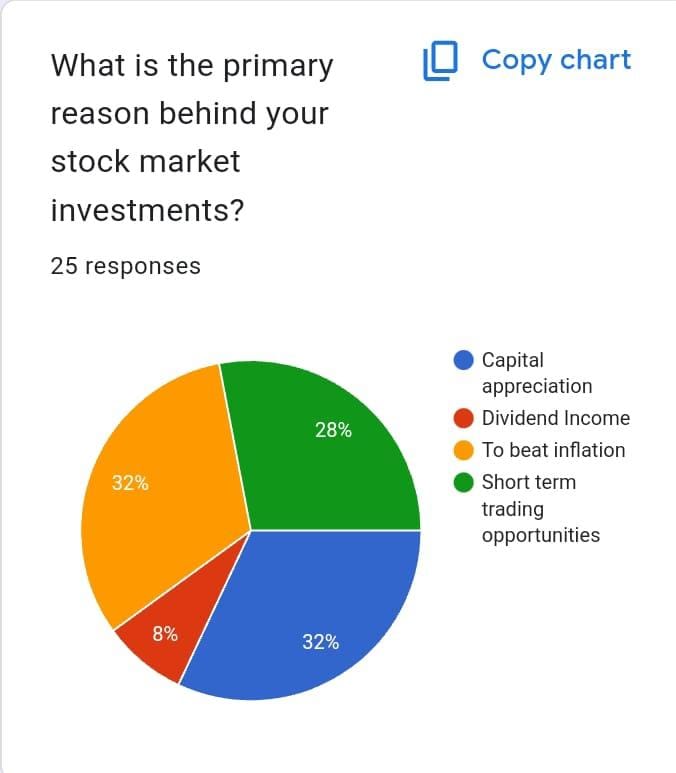 What is the primary
reason behind your
stock market
investments?
Copy chart
25 responses
Capital
appreciation
Dividend Income
To beat inflation
Short term
trading
opportunities
28%
32%
8%
32%